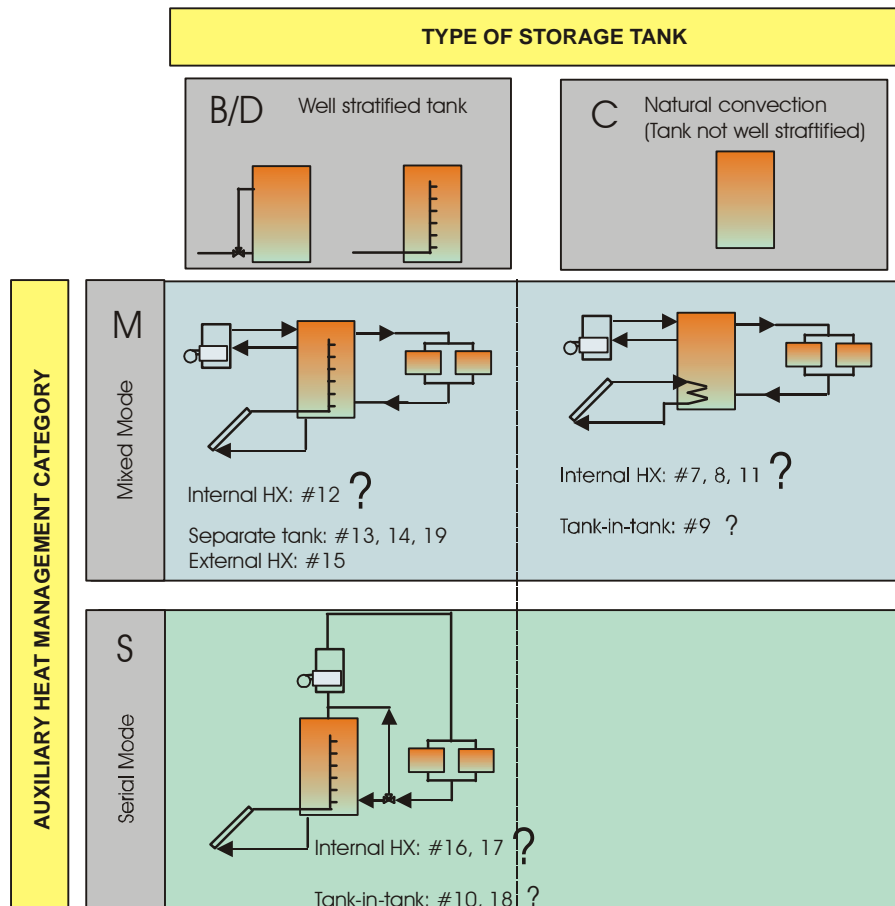 TYPE OF STORAGE TANK
B/D Well stratified tank
C Natural convection
(Tank not well straftified)
AUXILIARY HEAT MANAGEMENT CATEGORY
M
Mixed Mode
Internal HX: #12 ?
Separate tank: #13, 14, 19
External HX: #15
Internal HX: #7, 8, 11 ?
Tank-in-tank: #9 ?
S
Serial Mode
Internal HX: #16, 17 ?
Tank-in-tank: #10, 18 ?